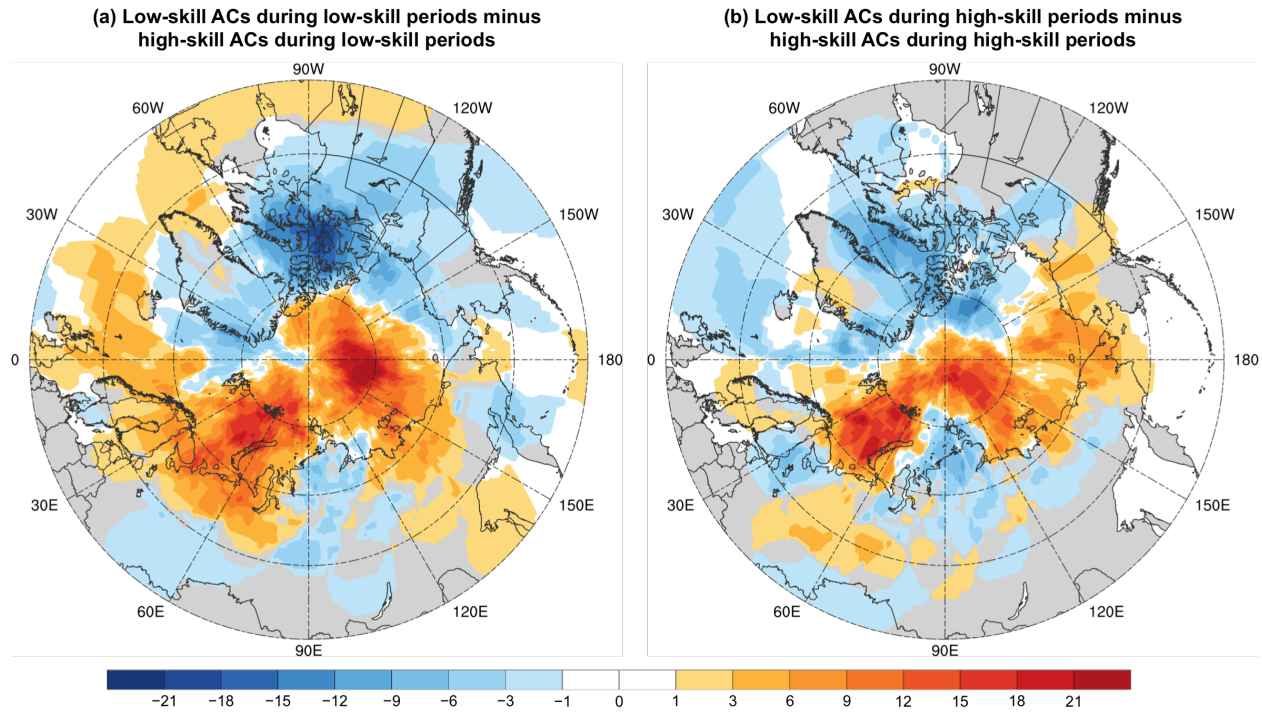 (a) Low-skill ACs during low-skill periods minus
high-skill ACs during low-skill periods
(b) Low-skill ACs during high-skill periods minus
high-skill ACs during high-skill periods
90W
60W
120W
30W
150W
0
180
30E
150E
60E
120E
90E
90W
60W
120W
30W
150W
0
180
30E
150E
60E
120E
90E
−21 −18 −15 −12 −9 −6 −3 −1 0 1 3 6 9 12 15 18 21